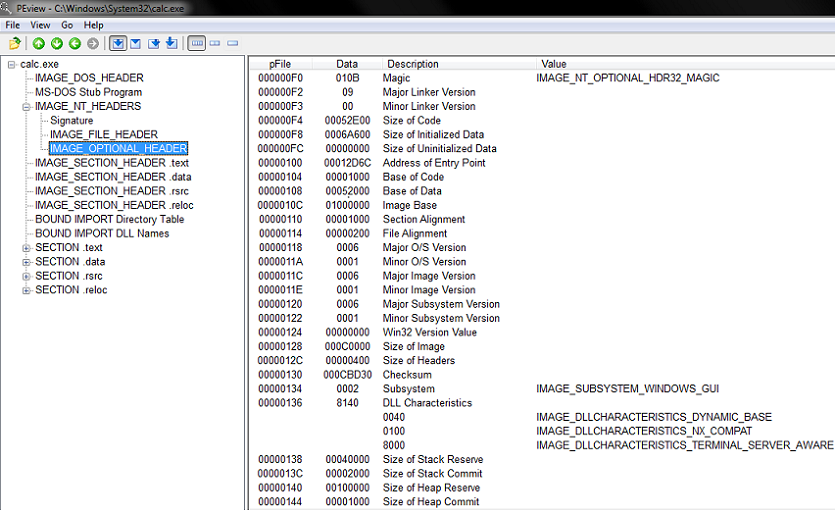 PEview - C:\Windows\System32\calc.exe
File View Go Help
calc.exe
IMAGE_DOS_HEADER
MS-DOS Stub Program
IMAGE_NT_HEADERS
Signature
IMAGE_FILE_HEADER
IMAGE_OPTIONAL_HEADER
IMAGE_SECTION_HEADER .text
IMAGE_SECTION_HEADER .data
IMAGE_SECTION_HEADER .rsrc
IMAGE_SECTION_HEADER .reloc
BOUND IMPORT Directory Table
BOUND IMPORT DLL Names
SECTION .text
SECTION .data
SECTION .rsrc
SECTION .reloc
pFile Data Description Value
000000F0 010B Magic IMAGE_NT_OPTIONAL_HDR32_MAGIC
000000F2 09 Major Linker Version
000000F3 00 Minor Linker Version
000000F4 00052E00 Size of Code
000000F8 0006A600 Size of Initialized Data
000000FC 00000000 Size of Uninitialized Data
00000100 00012D6C Address of Entry Point
00000104 00001000 Base of Code
00000108 00052000 Base of Data
0000010C 01000000 Image Base
00000110 00001000 Section Alignment
00000114 00000200 File Alignment
00000118 0006 Major O/S Version
0000011A 0001 Minor O/S Version
0000011C 0006 Major Image Version
0000011E 0001 Minor Image Version
00000120 0006 Major Subsystem Version
00000122 0001 Minor Subsystem Version
00000124 00000000 Win32 Version Value
00000128 000C0000 Size of Image
0000012C 00000400 Size of Headers
00000130 000CBD30 Checksum
00000134 0002 Subsystem IMAGE_SUBSYSTEM_WINDOWS_GUI
00000136 8140 DLL Characteristics
0040 IMAGE_DLLCHARACTERISTICS_DYNAMIC_BASE
0100 IMAGE_DLLCHARACTERISTICS_NX_COMPAT
8000 IMAGE_DLLCHARACTERISTICS_TERMINAL_SERVER_AWARE
00000138 00040000 Size of Stack Reserve
0000013C 00002000 Size of Stack Commit
00000140 00100000 Size of Heap Reserve
00000144 00001000 Size of Heap Commit